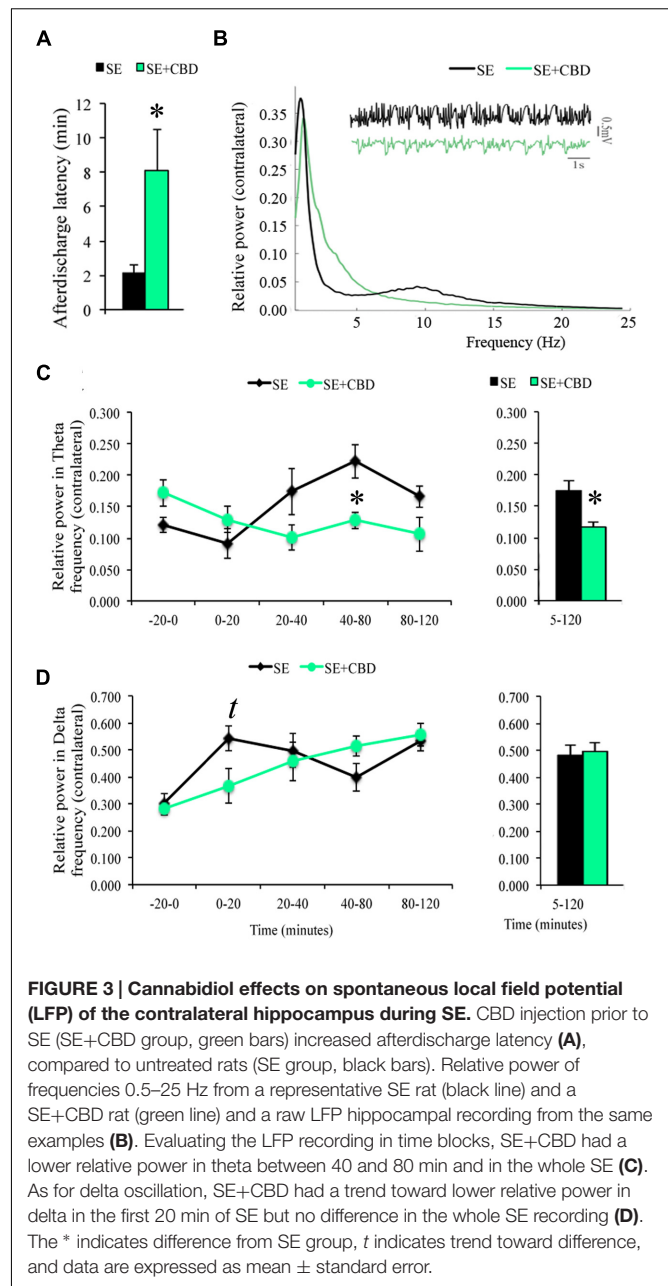 A
B
SE SE+CBD
SE SE+CBD
Afterdischarge latency (min)
12
10
8
6
4
2
0
*
Relative power (contralateral)
0.35
0.30
0.25
0.20
0.15
0.10
0.05
0.00
5 10 15 20 25
Frequency (Hz)
0.5mV
1s
C
SE SE+CBD
SE SE+CBD
Relative power in Theta
frequency (contralateral)
0.300
0.250
0.200
0.150
0.100
0.050
0.000
*
-20-0 0-20 20-40 40-80 80-120
0.300
0.250
0.200
0.150
0.100
0.050
0.000
*
5-120
D
SE SE+CBD
Relative power in Delta
frequency (contralateral)
0.700
0.600
0.500
0.400
0.300
0.200
0.100
0.000
t
-20-0 0-20 20-40 40-80 80-120
Time (minutes)
0.700
0.600
0.500
0.400
0.300
0.200
0.100
0.000
5-120
Time (minutes)
FIGURE 3 | Cannabidiol effects on spontaneous local field potential
(LFP) of the contralateral hippocampus during SE. CBD injection prior to
SE (SE+CBD group, green bars) increased afterdischarge latency (A),
compared to untreated rats (SE group, black bars). Relative power of
frequencies 0.5–25 Hz from a representative SE rat (black line) and a
SE+CBD rat (green line) and a raw LFP hippocampal recording from the same
examples (B). Evaluating the LFP recording in time blocks, SE+CBD had a
lower relative power in theta between 40 and 80 min and in the whole SE (C).
As for delta oscillation, SE+CBD had a trend toward lower relative power in
delta in the first 20 min of SE but no difference in the whole SE recording (D).
The * indicates difference from SE group, t indicates trend toward difference,
and data are expressed as mean ± standard error.